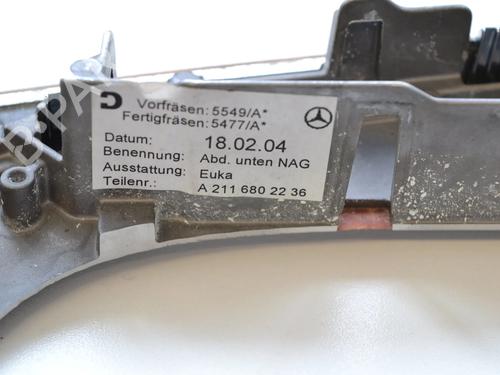 D Vorfräsen: 5549/A*
Fertigfräsen: 5477/A*
Datum: 18.02.04
Benennung: Abd. unten NAG
Ausstattung: Euka
Teilenr.: A 211 680 22 36